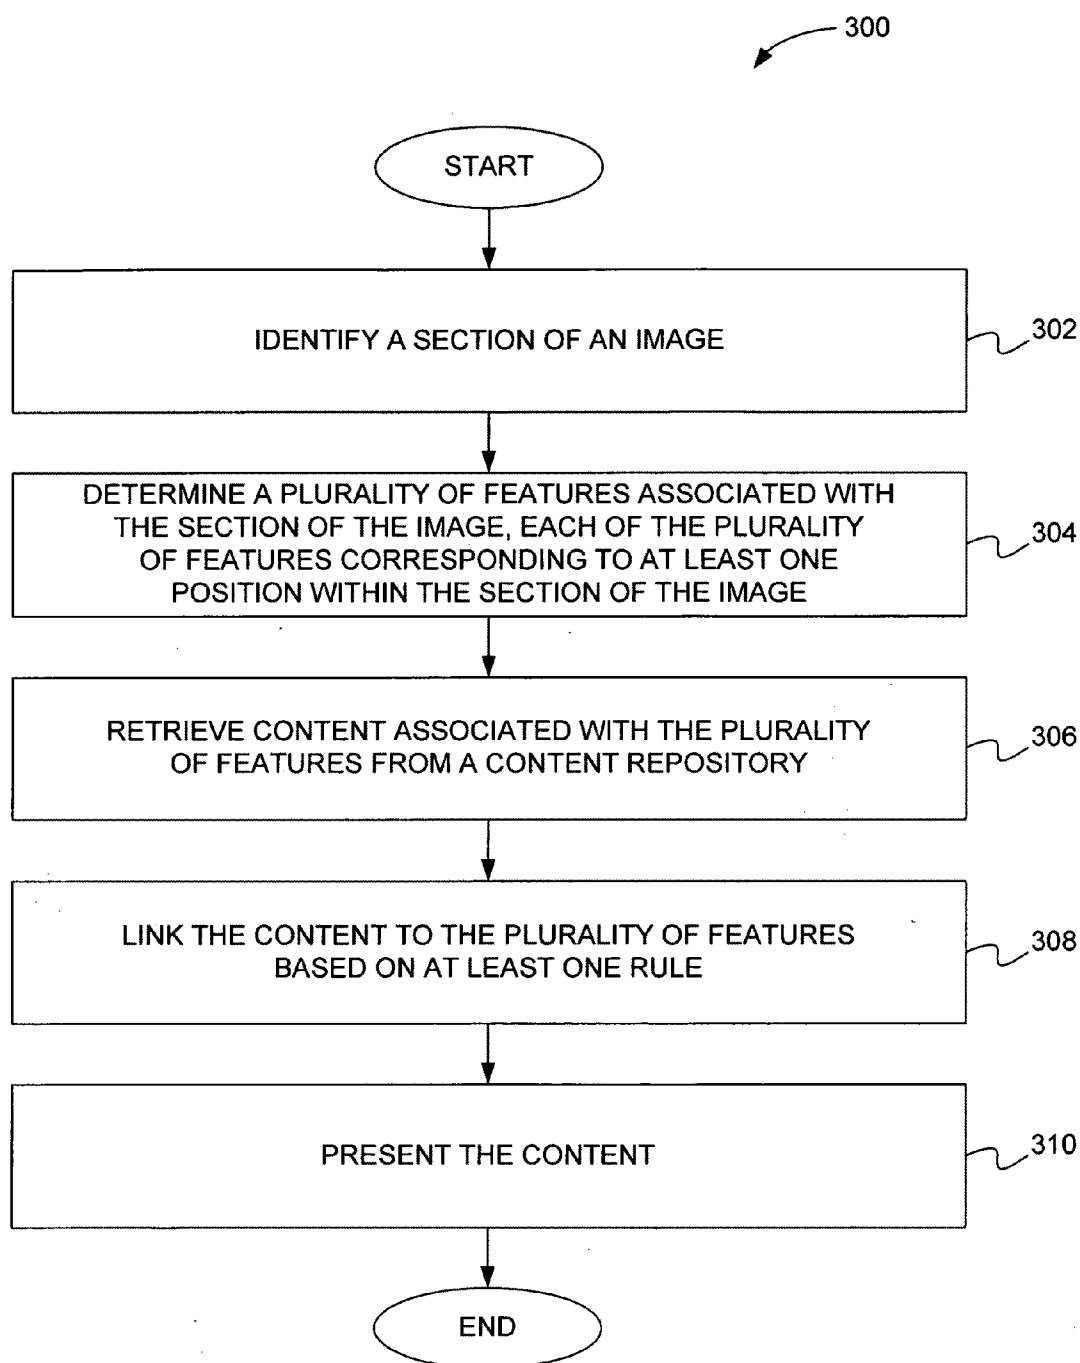 300
START
IDENTIFY A SECTION OF AN IMAGE
302
DETERMINE A PLURALITY OF FEATURES ASSOCIATED WITH
THE SECTION OF THE IMAGE, EACH OF THE PLURALITY
OF FEATURES CORRESPONDING TO AT LEAST ONE
POSITION WITHIN THE SECTION OF THE IMAGE
304
RETRIEVE CONTENT ASSOCIATED WITH THE PLURALITY
OF FEATURES FROM A CONTENT REPOSITORY
306
LINK THE CONTENT TO THE PLURALITY OF FEATURES
BASED ON AT LEAST ONE RULE
308
PRESENT THE CONTENT
310
END